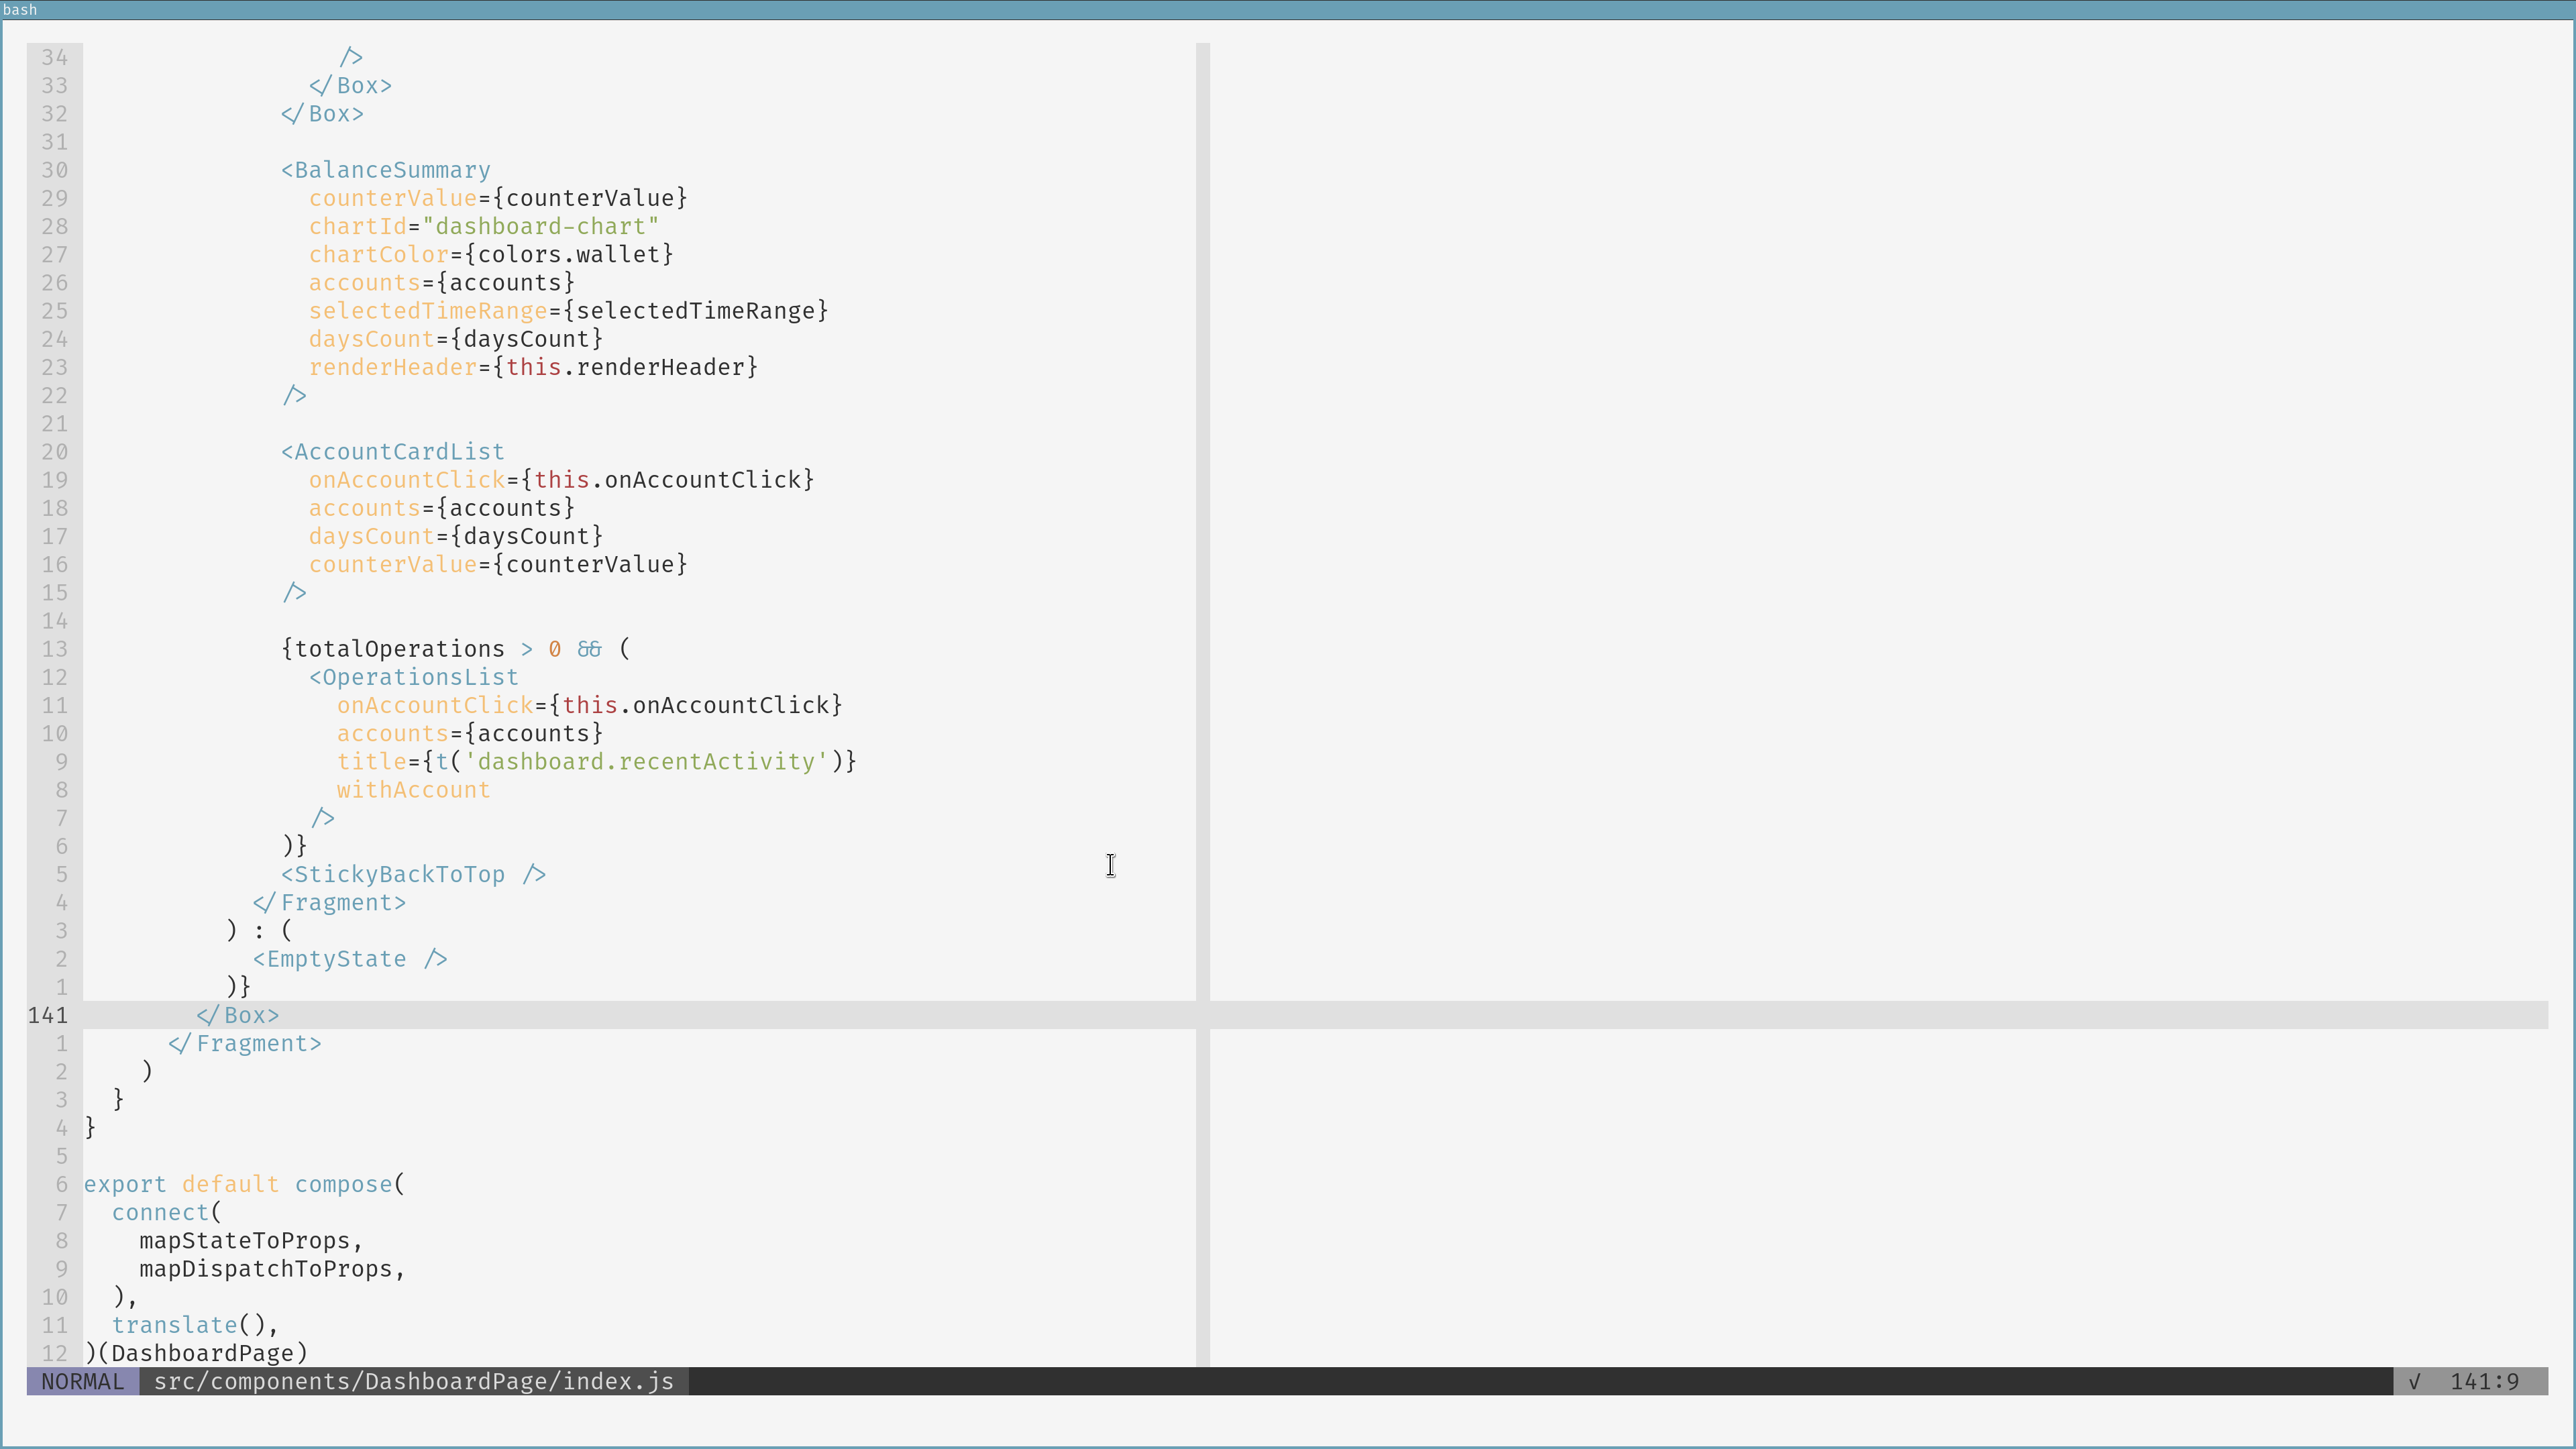 bash
34                   />
33                 </Box>
32               </Box>
31
30               <BalanceSummary
29                 counterValue={counterValue}
28                 chartId="dashboard-chart"
27                 chartColor={colors.wallet}
26                 accounts={accounts}
25                 selectedTimeRange={selectedTimeRange}
24                 daysCount={daysCount}
23                 renderHeader={this.renderHeader}
22               />
21
20               <AccountCardList
19                 onAccountClick={this.onAccountClick}
18                 accounts={accounts}
17                 daysCount={daysCount}
16                 counterValue={counterValue}
15               />
14
13               {totalOperations > 0 && (
12                 <OperationsList
11                   onAccountClick={this.onAccountClick}
10                   accounts={accounts}
9                   title={t('dashboard.recentActivity')}
8                   withAccount
7                 />
6               )}
5               <StickyBackToTop />
4             </Fragment>
3           ) : (
2             <EmptyState />
1           )}
141         </Box>
1       </Fragment>
2     )
3   }
4 }
5
6 export default compose(
7   connect(
8     mapStateToProps,
9     mapDispatchToProps,
10   ),
11   translate(),
12 )(DashboardPage)
NORMAL src/components/DashboardPage/index.js √ 141:9